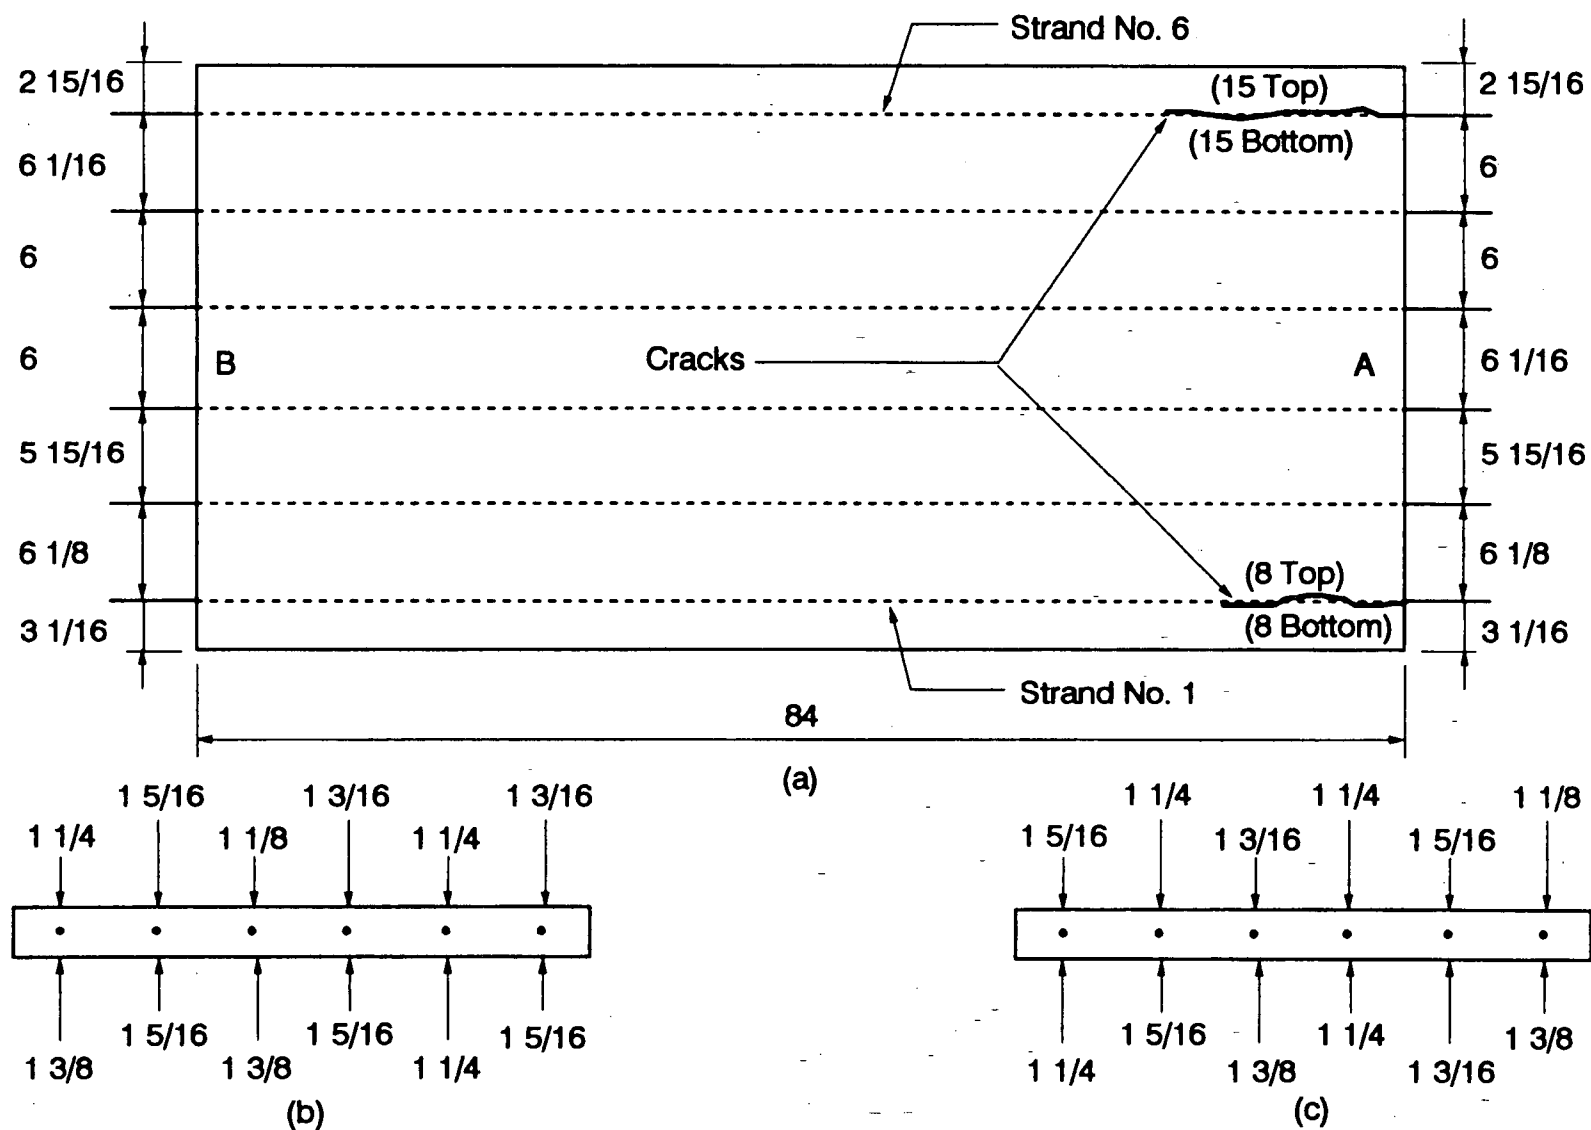 Strand No. 6
2 15/16
(15 Top)
2 15/16
(15 Bottom)
6 1/16
6
6
6
6
B
Cracks
A
6 1/16
5 15/16
5 15/16
6 1/8
(8 Top)
6 1/8
3 1/16
(8 Bottom)
3 1/16
Strand No. 1
84
(a)
1 5/16 1 3/16 1 3/16
1 1/4 1 1/8 1 1/4
1 5/16 1 5/16 1 5/16
1 3/8 1 3/8 1 1/4
(b)
1 1/4 1 1/4 1 1/8
1 5/16 1 3/16 1 5/16
1 5/16 1 1/4 1 3/8
1 1/4 1 3/8 1 3/16
(c)